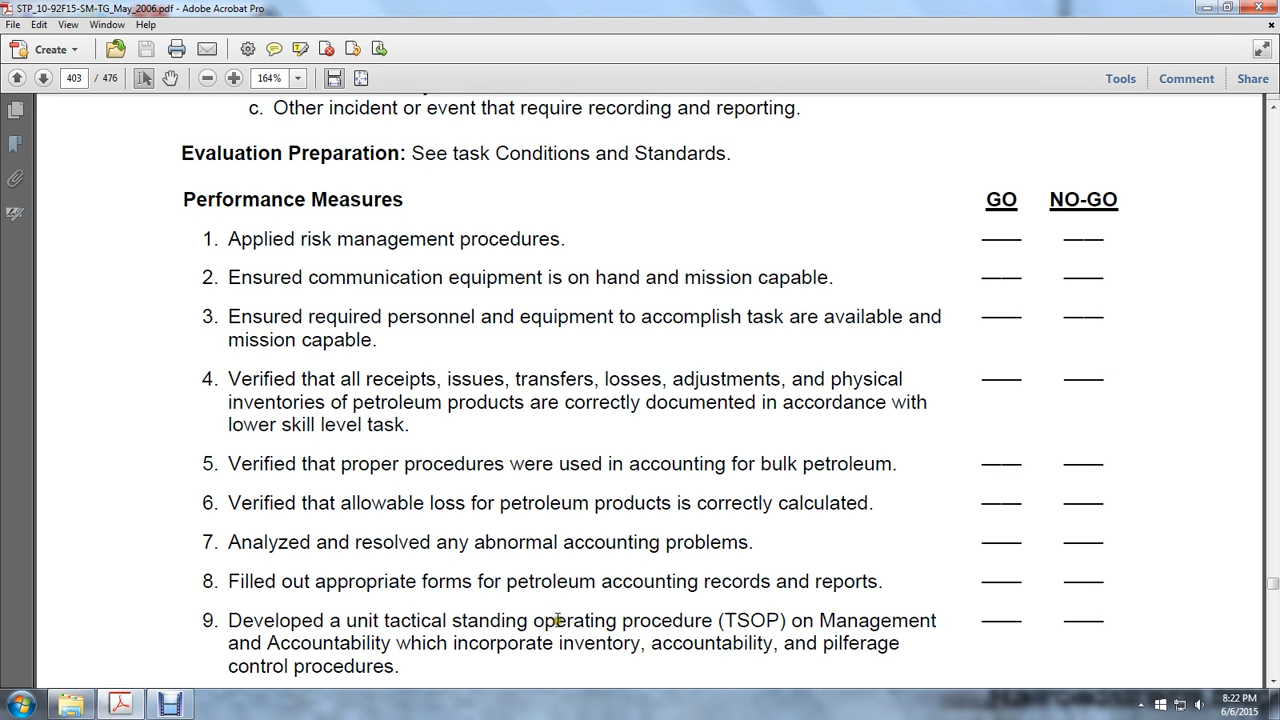 STP_10-92F15-SM-TG_May_2006.pdf - Adobe Acrobat Pro
File Edit View Window Help
Create
403 / 476 164% Tools Comment Share
c. Other incident or event that require recording and reporting.
Evaluation Preparation: See task Conditions and Standards.
Performance Measures GO NO-GO
1. Applied risk management procedures.
2. Ensured communication equipment is on hand and mission capable.
3. Ensured required personnel and equipment to accomplish task are available and
mission capable.
4. Verified that all receipts, issues, transfers, losses, adjustments, and physical
inventories of petroleum products are correctly documented in accordance with
lower skill level task.
5. Verified that proper procedures were used in accounting for bulk petroleum.
6. Verified that allowable loss for petroleum products is correctly calculated.
7. Analyzed and resolved any abnormal accounting problems.
8. Filled out appropriate forms for petroleum accounting records and reports.
9. Developed a unit tactical standing operating procedure (TSOP) on Management
and Accountability which incorporate inventory, accountability, and pilferage
control procedures.
8:22 PM
6/6/2015